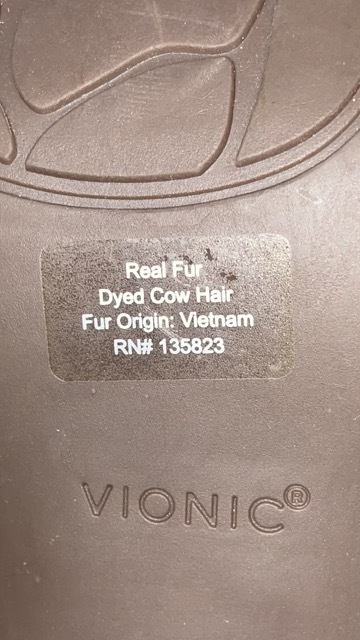 Real Fur
Dyed Cow Hair
Fur Origin: Vietnam
RN# 135823
VIONIC®